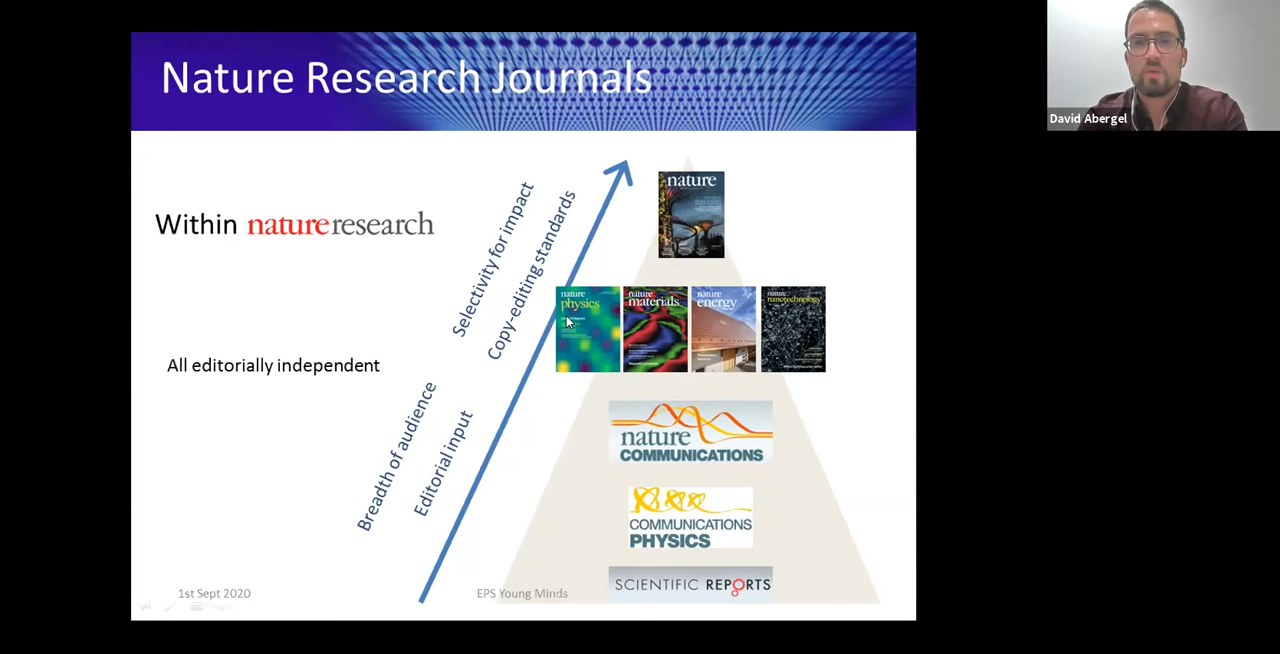 Nature Research Journals
David Abergel
Within natureresearch
All editorially independent
Selectivity for impact
Copy-editing standards
Breadth of audience
Editorial input
nature
nature
physics
nature
materials
nature
energy
nature
nanotechnology
nature
COMMUNICATIONS
COMMUNICATIONS
PHYSICS
SCIENTIFIC REPORTS
1st Sept 2020
EPS Young Minds